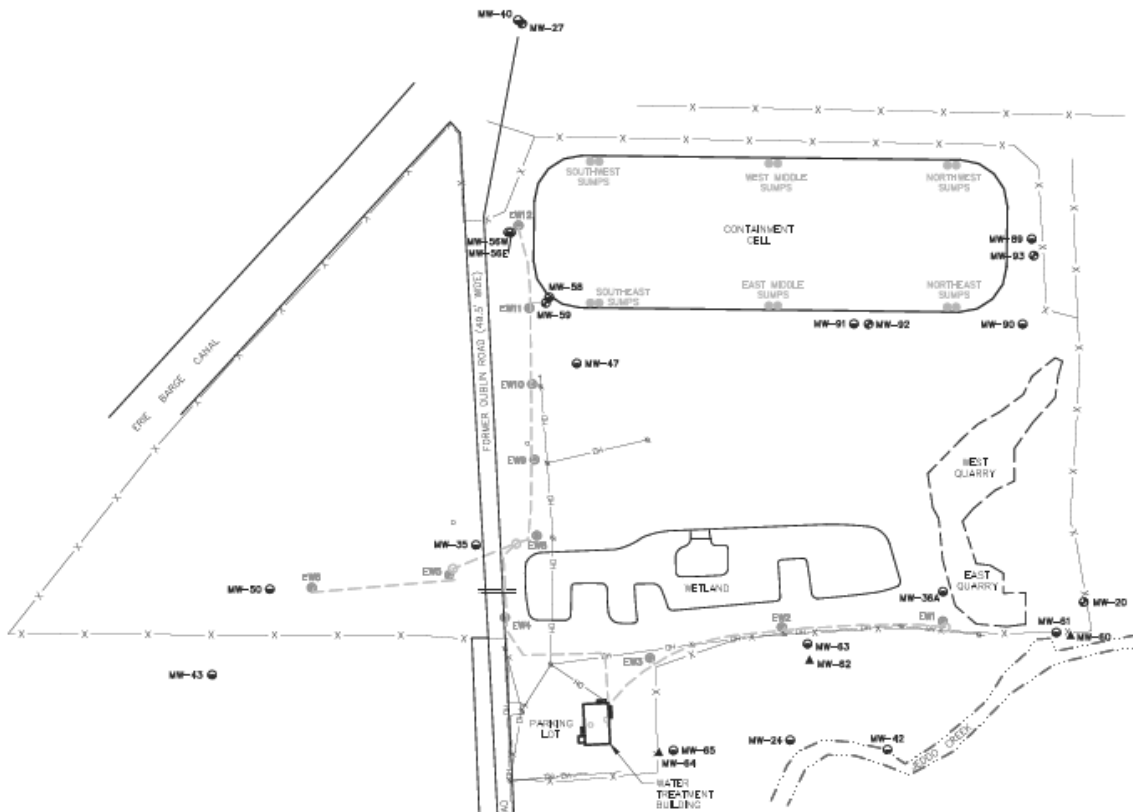 MW-40
MW-27
SOUTHWEST
SUMPS
WEST MIDDLE
SUMPS
NORTHWEST
SUMPS
EW12
MW-56W
MW-56E
CONTAINMENT
CELL
MW-89
MW-93
MW-58
MW-59
SOUTHEAST
SUMPS
EAST MIDDLE
SUMPS
NORTHEAST
SUMPS
EW11
MW-91
MW-92
MW-90
ERIE BARGE CANAL
FORMER DUBLIN ROAD (49.5' WIDE)
MW-47
EW10
EW9
WEST
QUARRY
MW-35
WETLAND
EAST
QUARRY
MW-50
MW-36A
MW-20
EW4
EW2
EW1
MW-61
MW-60
MW-63
MW-62
EW3
MW-43
PARKING
LOT
MW-65
MW-64
MW-24
MW-42
JEDDO CREEK
WATER
TREATMENT
BUILDING